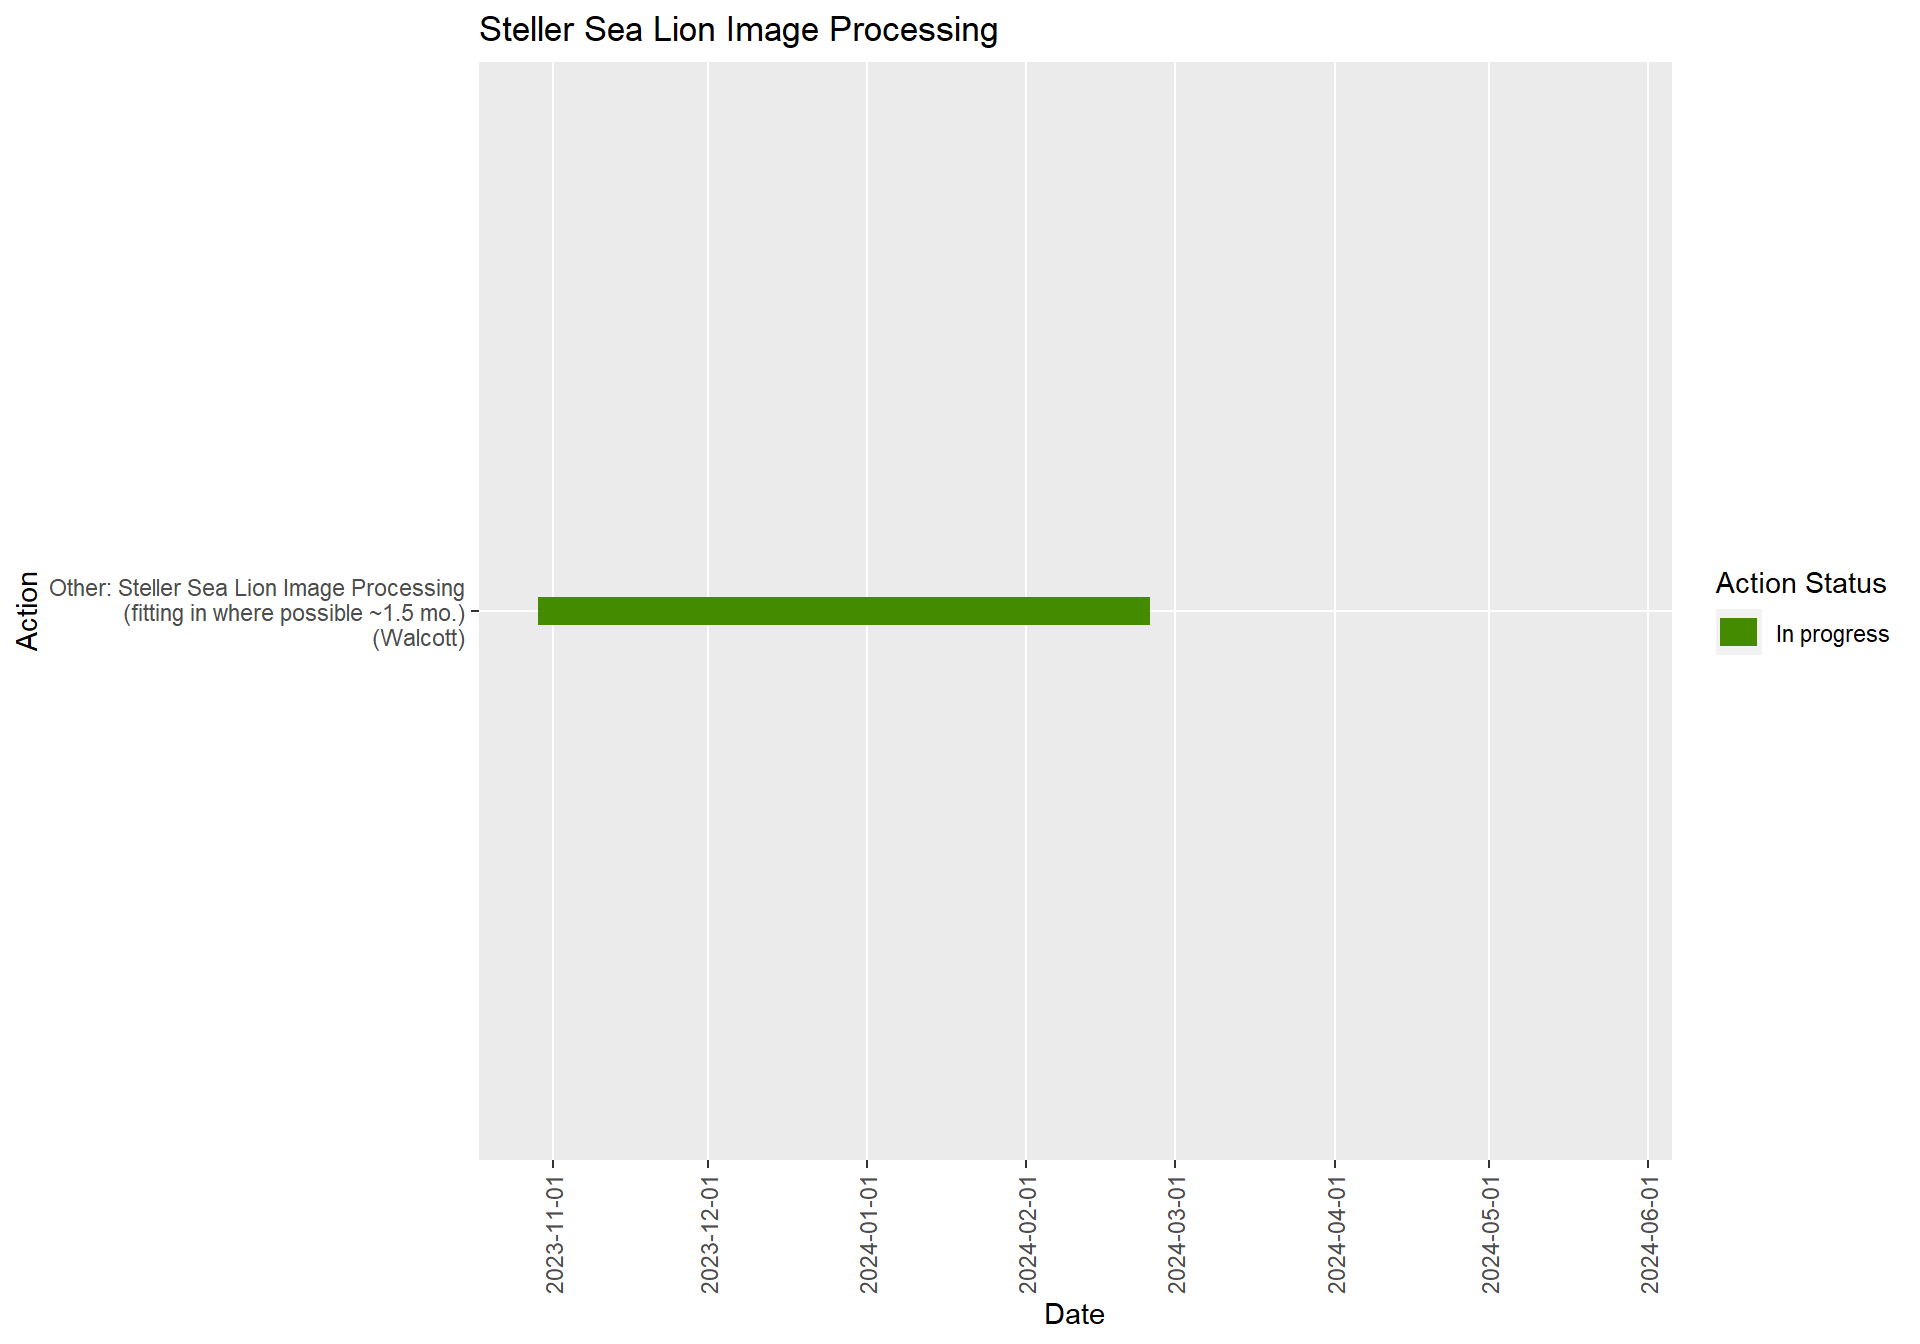 Steller Sea Lion Image Processing
Action
Other: Steller Sea Lion Image Processing
(fitting in where possible ~1.5 mo.)
(Walcott)
Action Status
In progress
2023-11-01
2023-12-01
2024-01-01
2024-02-01
2024-03-01
2024-04-01
2024-05-01
2024-06-01
Date